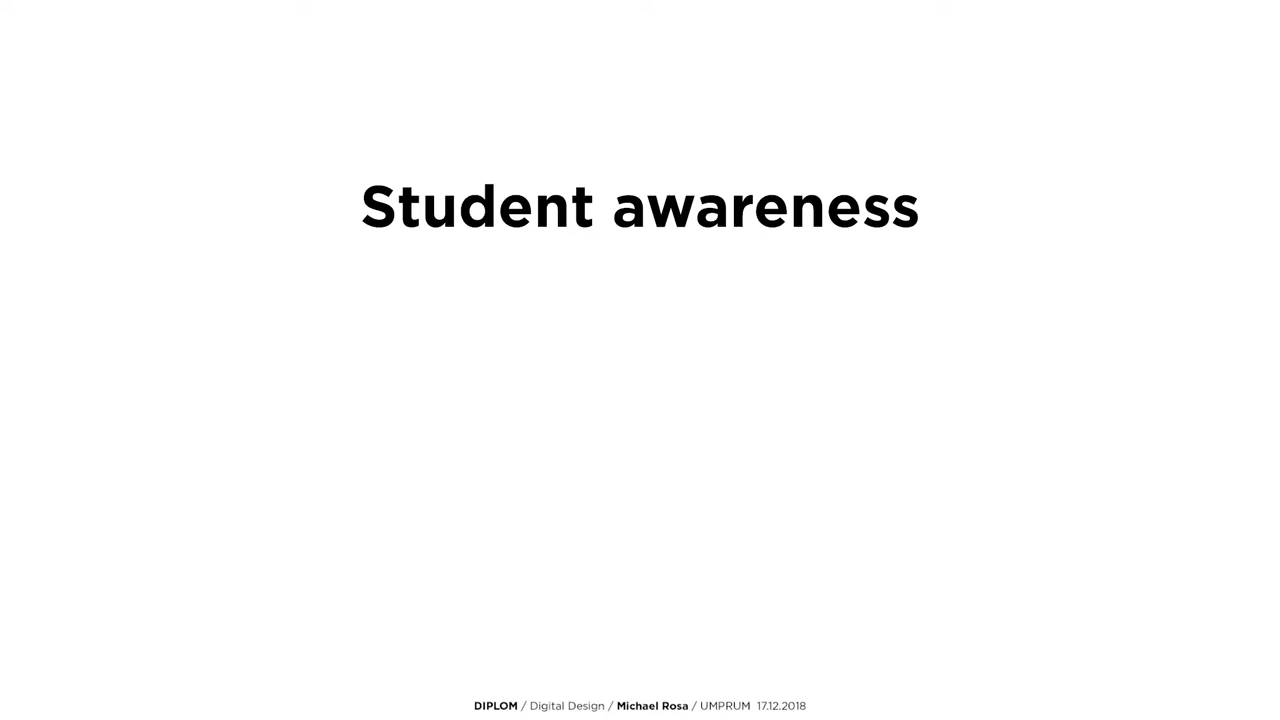 Student awareness
DIPLOM / Digital Design / Michael Rosa / UMPRUM 17.12.2018